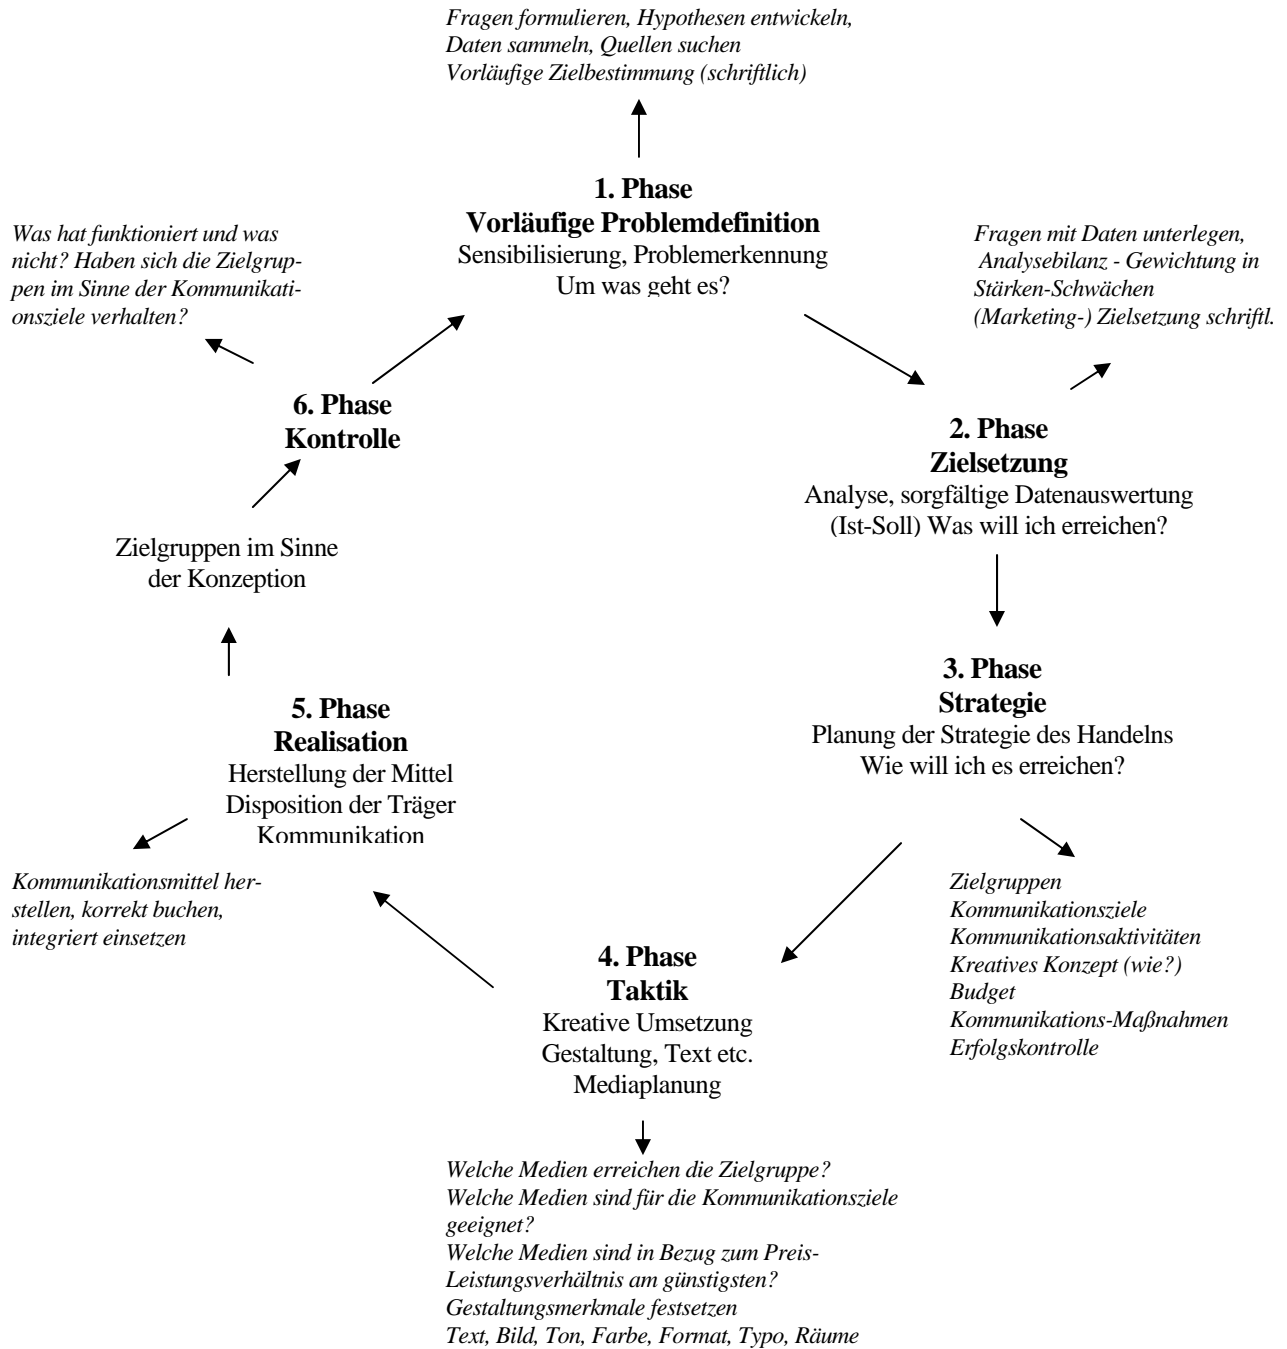 Fragen formulieren, Hypothesen entwickeln,
Daten sammeln, Quellen suchen
Vorläufige Zielbestimmung (schriftlich)
1. Phase
Vorläufige Problemdefinition
Sensibilisierung, Problemerkennung
Um was geht es?
Fragen mit Daten unterlegen,
Analysebilanz - Gewichtung in
Stärken-Schwächen
(Marketing-) Zielsetzung schriftl.
2. Phase
Zielsetzung
Analyse, sorgfältige Datenauswertung
(Ist-Soll) Was will ich erreichen?
3. Phase
Strategie
Planung der Strategie des Handelns
Wie will ich es erreichen?
Zielgruppen
Kommunikationsziele
Kommunikationsaktivitäten
Kreatives Konzept (wie?)
Budget
Kommunikations-Maßnahmen
Erfolgskontrolle
4. Phase
Taktik
Kreative Umsetzung
Gestaltung, Text etc.
Mediaplanung
Welche Medien erreichen die Zielgruppe?
Welche Medien sind für die Kommunikationsziele
geeignet?
Welche Medien sind in Bezug zum Preis-
Leistungsverhältnis am günstigsten?
Gestaltungsmerkmale festsetzen
Text, Bild, Ton, Farbe, Format, Typo, Räume
5. Phase
Realisation
Herstellung der Mittel
Disposition der Träger
Kommunikation
Kommunikationsmittel her-
stellen, korrekt buchen,
integriert einsetzen
Zielgruppen im Sinne
der Konzeption
6. Phase
Kontrolle
Was hat funktioniert und was
nicht? Haben sich die Zielgrup-
pen im Sinne der Kommunikati-
onsziele verhalten?